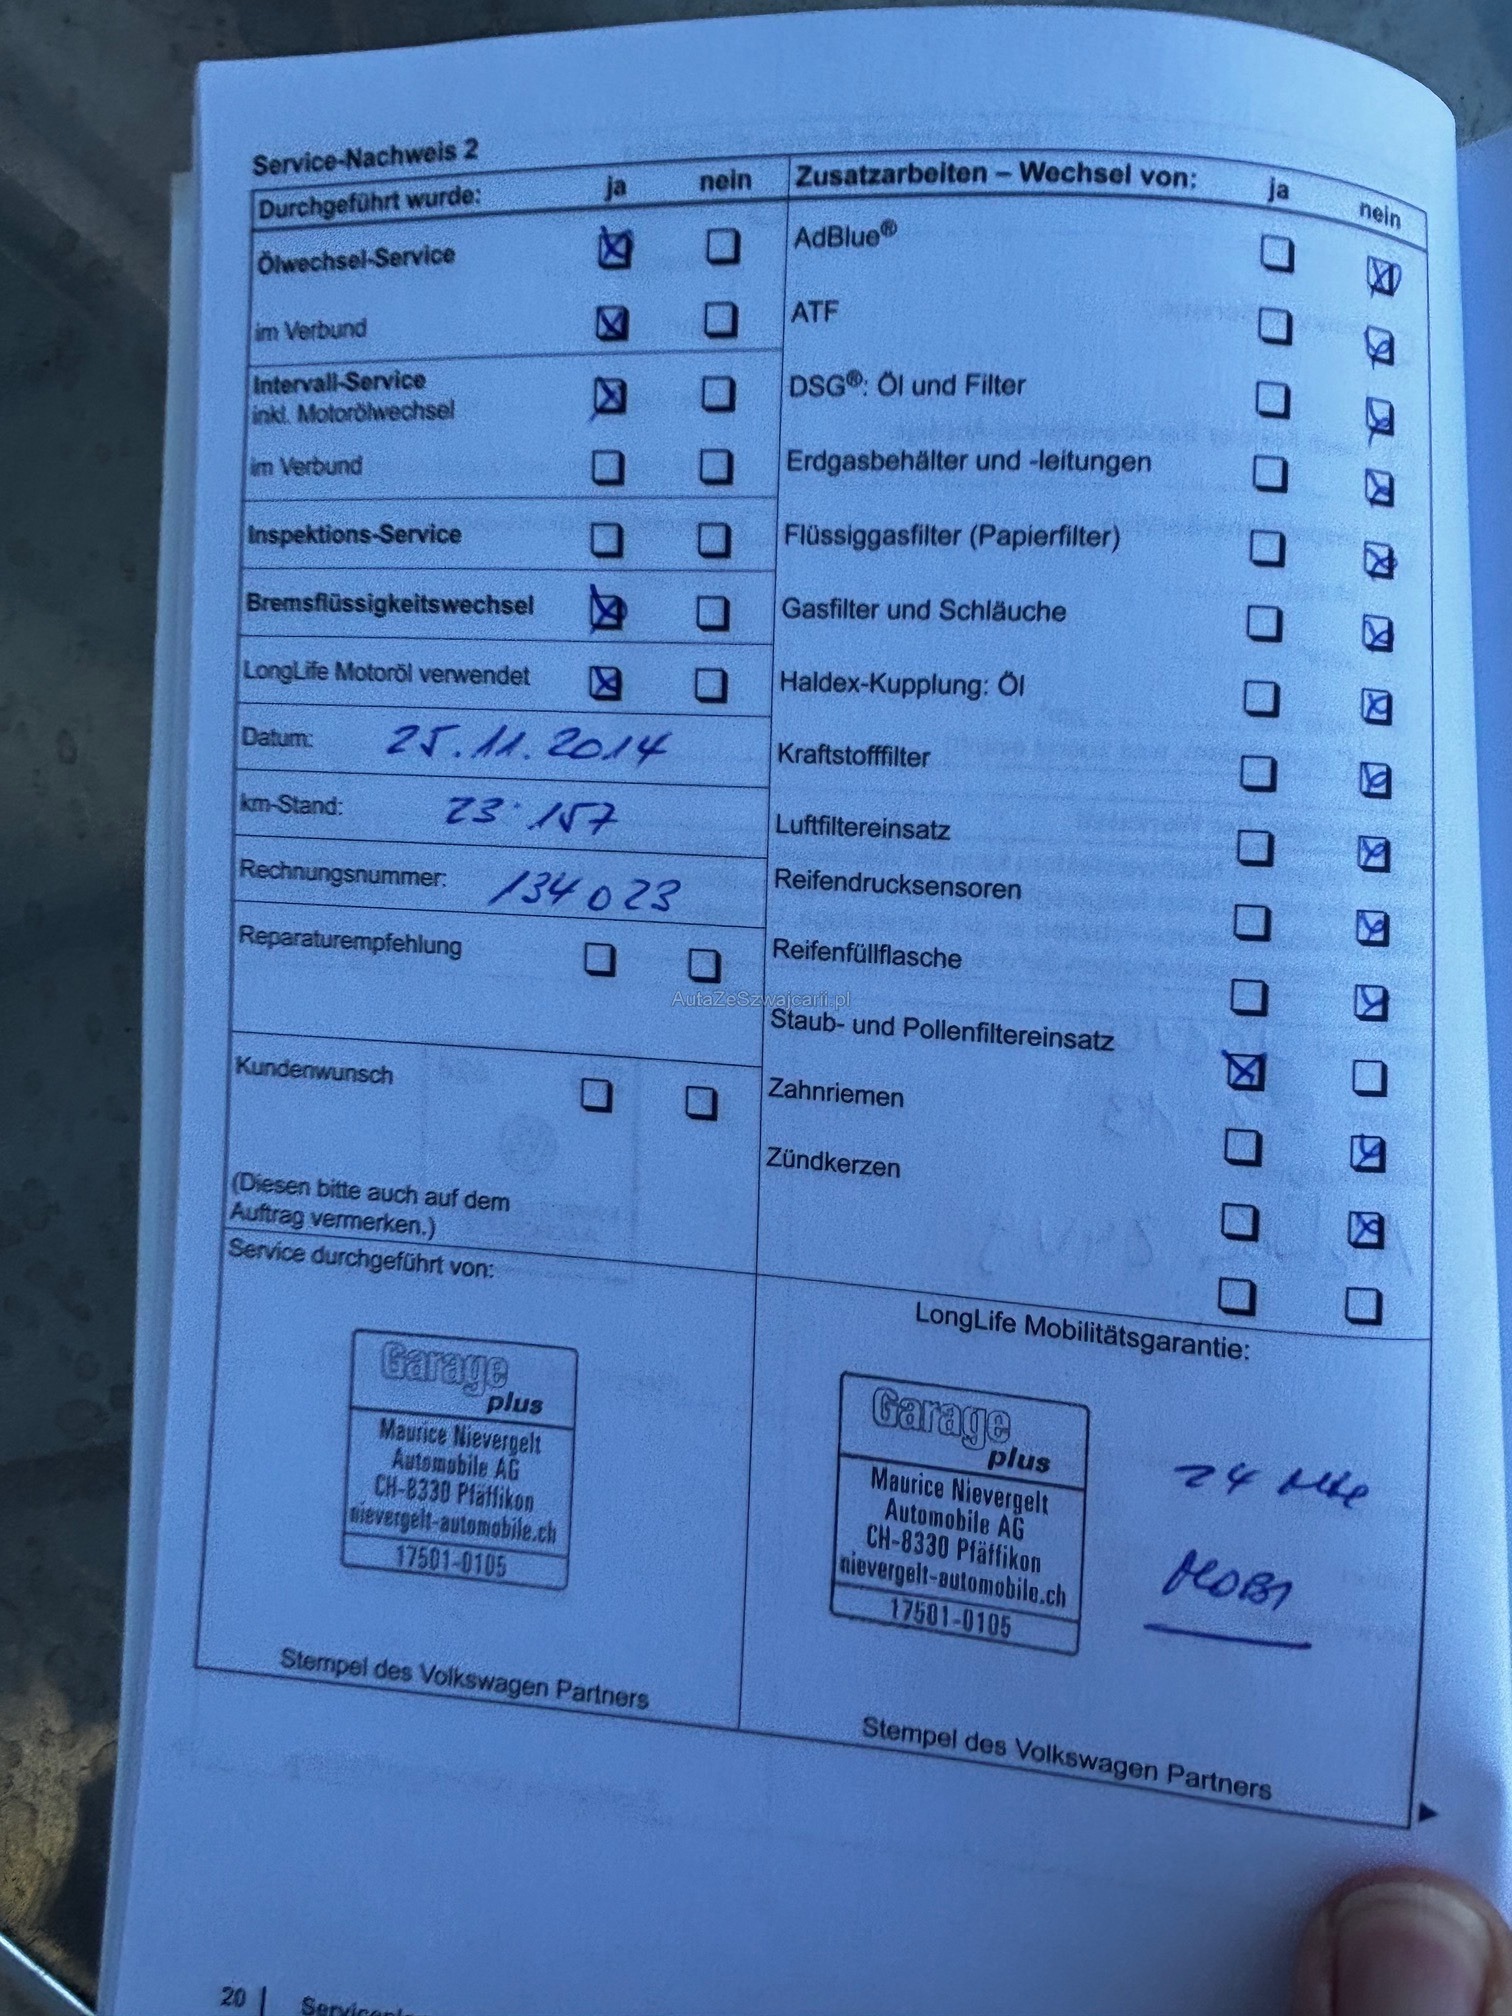 Service-Nachweis 2
Durchgeführt wurde: ja nein
Ölwechsel-Service
im Verbund
Intervall-Service
inkl. Motorölwechsel
im Verbund
Inspektions-Service
Bremsflüssigkeitswechsel
LongLife Motoröl verwendet
Datum: 25.11.2014
km-Stand: 23'157
Rechnungsnummer: 134023
Reparaturempfehlung
Kundenwunsch
(Diesen bitte auch auf dem
Auftrag vermerken.)
Service durchgeführt von:
Garage
plus
Maurice Nievergelt
Automobile AG
CH-8330 Pfäffikon
nievergelt-automobile.ch
17501-0105
Stempel des Volkswagen Partners
Zusatzarbeiten – Wechsel von: ja nein
AdBlue®
ATF
DSG®: Öl und Filter
Erdgasbehälter und -leitungen
Flüssiggasfilter (Papierfilter)
Gasfilter und Schläuche
Haldex-Kupplung: Öl
Kraftstofffilter
Luftfiltereinsatz
Reifendrucksensoren
Reifenfüllflasche
Staub- und Pollenfiltereinsatz
Zahnriemen
Zündkerzen
LongLife Mobilitätsgarantie:
Garage
plus
Maurice Nievergelt
Automobile AG
CH-8330 Pfäffikon
nievergelt-automobile.ch
17501-0105
24 Mte
MOBI
Stempel des Volkswagen Partners
AutaZeSzwajcarii.pl
20